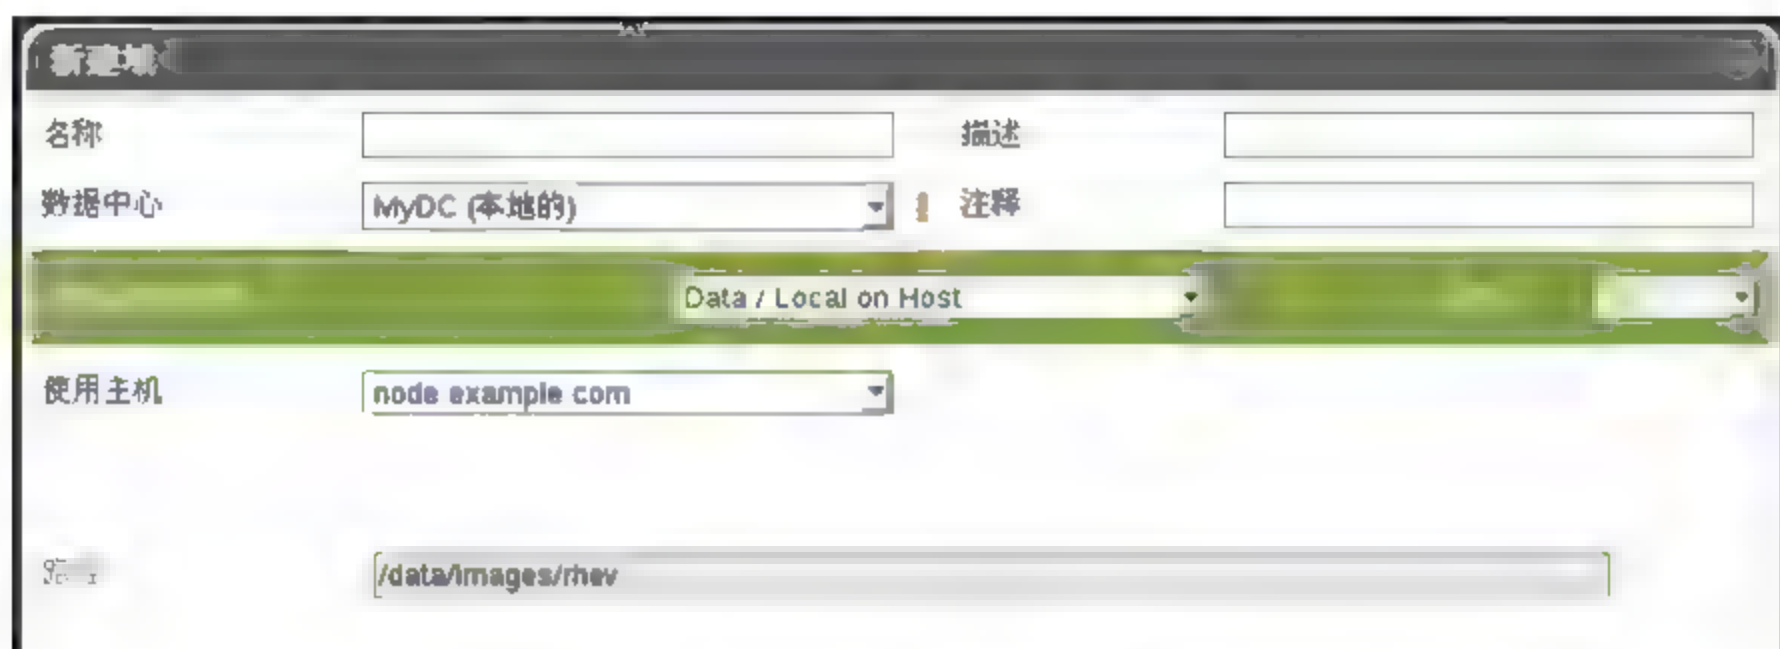 新建域
名称 描述
数据中心 MyDC (本地的) 注释
Data / Local on Host
使用主机 node example com
/data/images/rhev